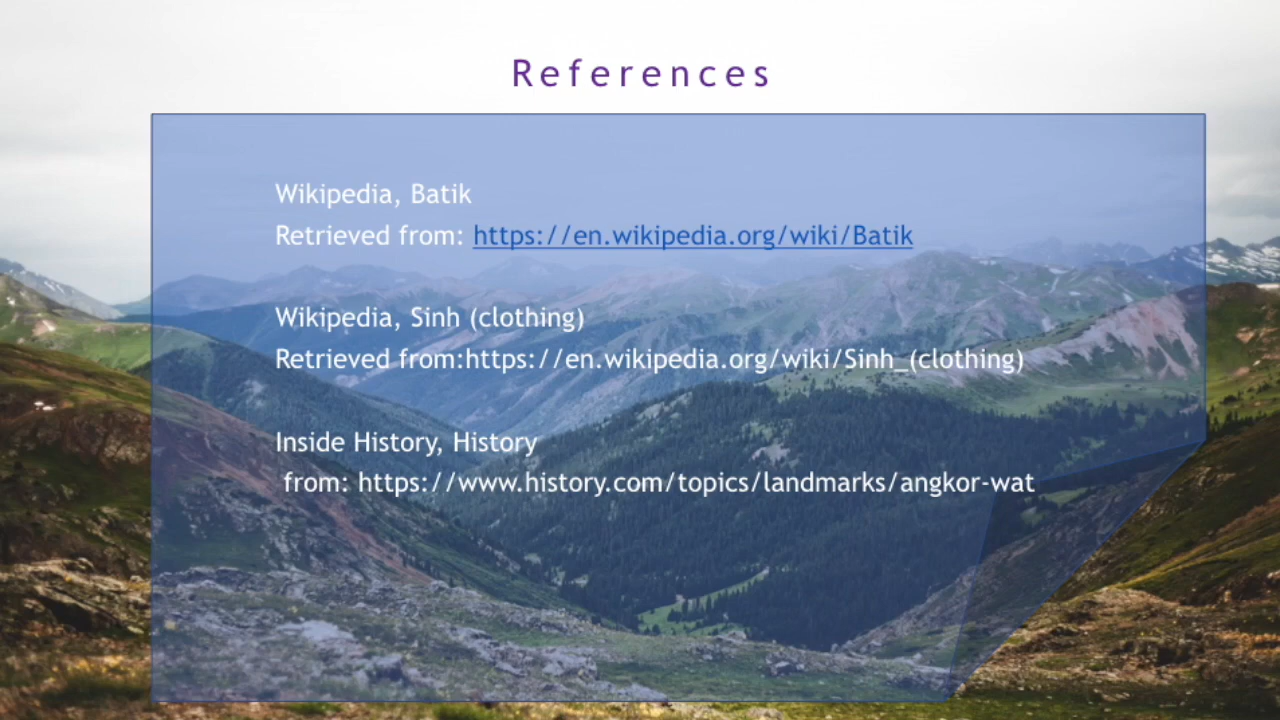 References
Wikipedia, Batik
Retrieved from: https://en.wikipedia.org/wiki/Batik
Wikipedia, Sinh (clothing)
Retrieved from:https://en.wikipedia.org/wiki/Sinh_(clothing)
Inside History, History
from: https://www.history.com/topics/landmarks/angkor-wat